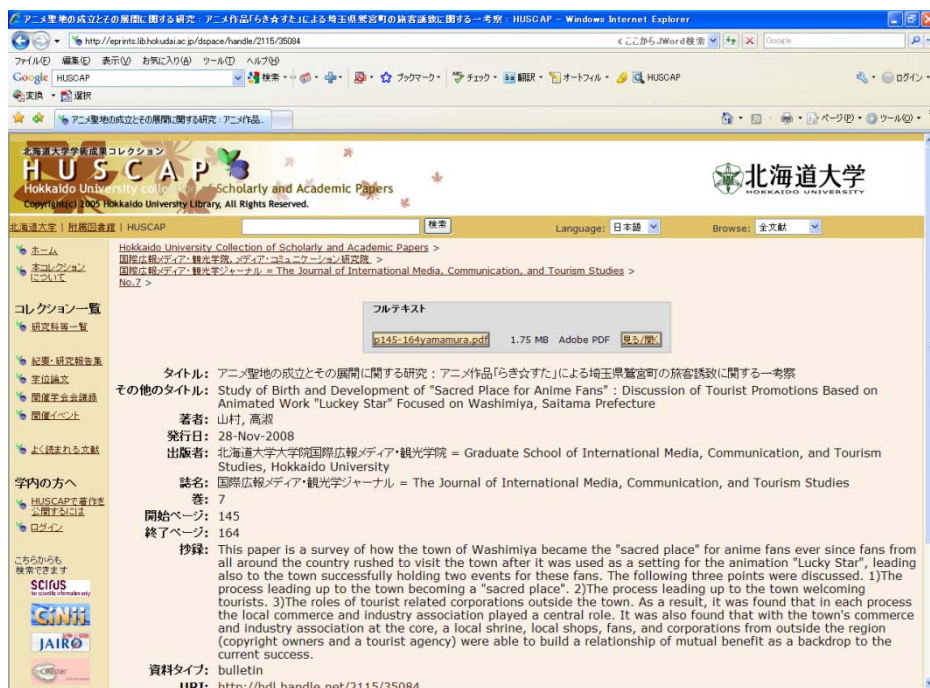 アニメ聖地の成立とその展開に関する研究 : アニメ作品「らき☆すた」による埼玉県鷲宮町の旅客誘致に関する一考察 : HUSCAP - Windows Internet Explorer
http://eprints.lib.hokudai.ac.jp/dspace/handle/2115/35084
<ここからJWord検索
Google
ファイル(F) 編集(E) 表示(V) お気に入り(A) ツール(T) ヘルプ(H)
Google HUSCAP 検索 ブックマーク チェック 翻訳 オートフィル HUSCAP ログイン
変換 選択
アニメ聖地の成立とその展開に関する研究 : アニメ作品...
ページ(P) ツール(O)
北海道大学学術成果コレクション
HUSCAP
Hokkaido University collection of Scholarly and Academic Papers
Copyright(c) 2005 Hokkaido University Library, All Rights Reserved.
北海道大学
HOKKAIDO UNIVERSITY
北海道大学 | 附属図書館 | HUSCAP 検索 Language: 日本語 Browse: 全文献
ホーム
本コレクション
について
コレクション一覧
研究科等一覧
紀要・研究報告集
学位論文
開催学会会議録
開催イベント
よく読まれる文献
学内の方へ
HUSCAPで著作を
公開するには
ログイン
こちらからも
検索できます
SCIRUS
for scientific information only
CiNii
JAIRO
Hokkaido University Collection of Scholarly and Academic Papers >
国際広報メディア・観光学院, メディア・コミュニケーション研究院 >
国際広報メディア・観光学ジャーナル = The Journal of International Media, Communication, and Tourism Studies >
No.7 >
フルテキスト
p145-164yamamura.pdf 1.75 MB Adobe PDF 見る/開く
タイトル: アニメ聖地の成立とその展開に関する研究 : アニメ作品「らき☆すた」による埼玉県鷲宮町の旅客誘致に関する一考察
その他のタイトル: Study of Birth and Development of "Sacred Place for Anime Fans" : Discussion of Tourist Promotions Based on
Animated Work "Luckey Star" Focused on Washimiya, Saitama Prefecture
著者: 山村, 高淑
発行日: 28-Nov-2008
出版者: 北海道大学大学院国際広報メディア・観光学院 = Graduate School of International Media, Communication, and Tourism
Studies, Hokkaido University
誌名: 国際広報メディア・観光学ジャーナル = The Journal of International Media, Communication, and Tourism Studies
巻: 7
開始ページ: 145
終了ページ: 164
抄録: This paper is a survey of how the town of Washimiya became the "sacred place" for anime fans ever since fans from
all around the country rushed to visit the town after it was used as a setting for the animation "Lucky Star", leading
also to the town successfully holding two events for these fans. The following three points were discussed. 1)The
process leading up to the town becoming a "sacred place". 2)The process leading up to the town welcoming
tourists. 3)The roles of tourist related corporations outside the town. As a result, it was found that in each process
the local commerce and industry association played a central role. It was also found that with the town's commerce
and industry association at the core, a local shrine, local shops, fans, and corporations from outside the region
(copyright owners and a tourist agency) were able to build a relationship of mutual benefit as a backdrop to the
current success.
資料タイプ: bulletin
URI: http://hdl.handle.net/2115/35084